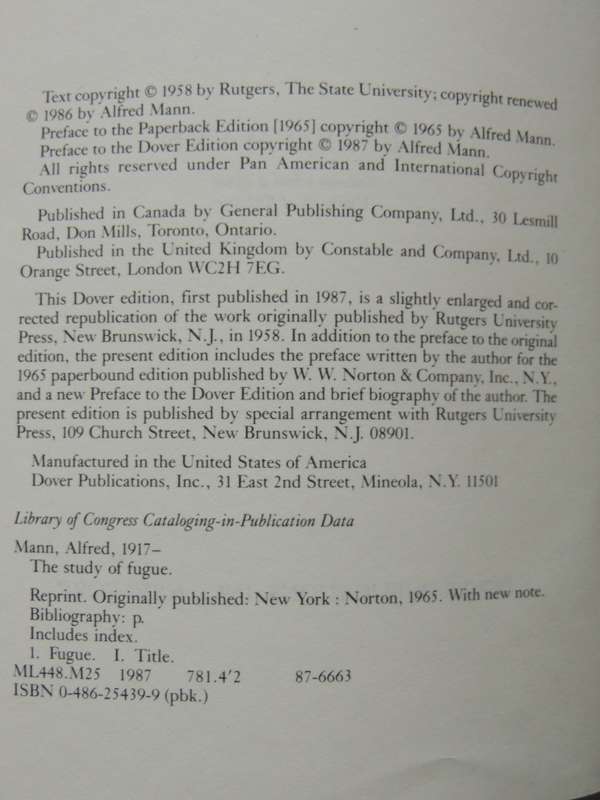 Text copyright © 1958 by Rutgers, The State University; copyright renewed
© 1986 by Alfred Mann.
Preface to the Paperback Edition [1965] copyright © 1965 by Alfred Mann.
Preface to the Dover Edition copyright © 1987 by Alfred Mann.
All rights reserved under Pan American and International Copyright
Conventions.
Published in Canada by General Publishing Company, Ltd., 30 Lesmill
Road, Don Mills, Toronto, Ontario.
Published in the United Kingdom by Constable and Company, Ltd., 10
Orange Street, London WC2H 7EG.
This Dover edition, first published in 1987, is a slightly enlarged and cor-
rected republication of the work originally published by Rutgers University
Press, New Brunswick, N.J., in 1958. In addition to the preface to the original
edition, the present edition includes the preface written by the author for the
1965 paperbound edition published by W. W. Norton & Company, Inc., N.Y.,
and a new Preface to the Dover Edition and brief biography of the author. The
present edition is published by special arrangement with Rutgers University
Press, 109 Church Street, New Brunswick, N.J. 08901.
Manufactured in the United States of America
Dover Publications, Inc., 31 East 2nd Street, Mineola, N.Y. 11501
Library of Congress Cataloging-in-Publication Data
Mann, Alfred, 1917–
The study of fugue.
Reprint. Originally published: New York : Norton, 1965. With new note.
Bibliography: p.
Includes index.
1. Fugue. I. Title.
ML448.M25 1987 781.4'2 87-6663
ISBN 0-486-25439-9 (pbk.)